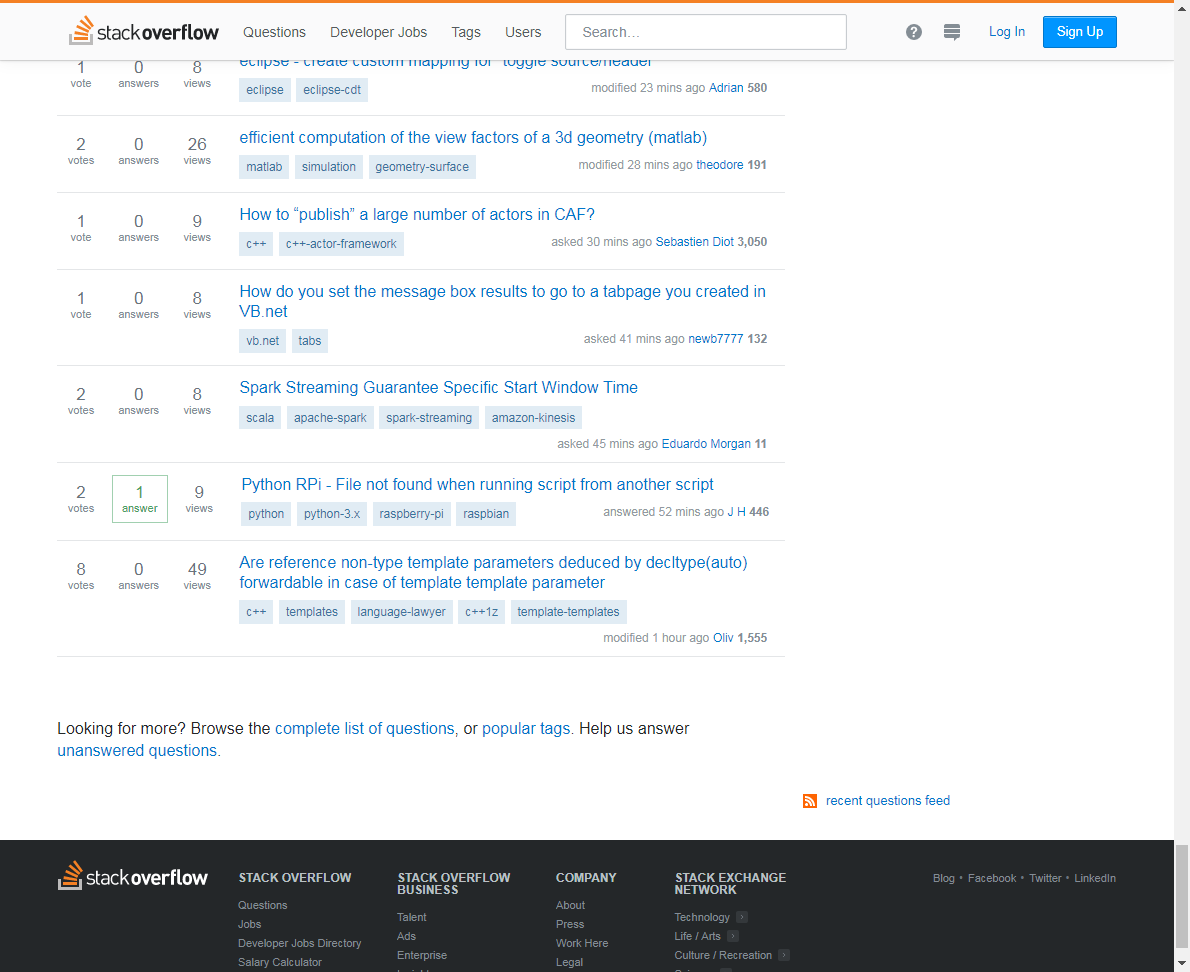 stackoverflow Questions Developer Jobs Tags Users Search... Log In Sign Up
eclipse - create custom mapping for "toggle source/header"
1 0 8
vote answers views
eclipse eclipse-cdt
modified 23 mins ago Adrian 580
efficient computation of the view factors of a 3d geometry (matlab)
2 0 26
votes answers views
matlab simulation geometry-surface
modified 28 mins ago theodore 191
How to “publish” a large number of actors in CAF?
1 0 9
vote answers views
c++ c++-actor-framework
asked 30 mins ago Sebastien Diot 3,050
How do you set the message box results to go to a tabpage you created in
VB.net
1 0 8
vote answers views
vb.net tabs
asked 41 mins ago newb7777 132
Spark Streaming Guarantee Specific Start Window Time
2 0 8
votes answers views
scala apache-spark spark-streaming amazon-kinesis
asked 45 mins ago Eduardo Morgan 11
Python RPi - File not found when running script from another script
2 1 9
votes answer views
python python-3.x raspberry-pi raspbian
answered 52 mins ago J H 446
Are reference non-type template parameters deduced by decltype(auto)
forwardable in case of template template parameter
8 0 49
votes answers views
c++ templates language-lawyer c++1z template-templates
modified 1 hour ago Oliv 1,555
Looking for more? Browse the complete list of questions, or popular tags. Help us answer
unanswered questions.
recent questions feed
stackoverflow
STACK OVERFLOW
Questions
Jobs
Developer Jobs Directory
Salary Calculator
STACK OVERFLOW
BUSINESS
Talent
Ads
Enterprise
COMPANY
About
Press
Work Here
Legal
STACK EXCHANGE
NETWORK
Technology
Life / Arts
Culture / Recreation
Blog • Facebook • Twitter • LinkedIn